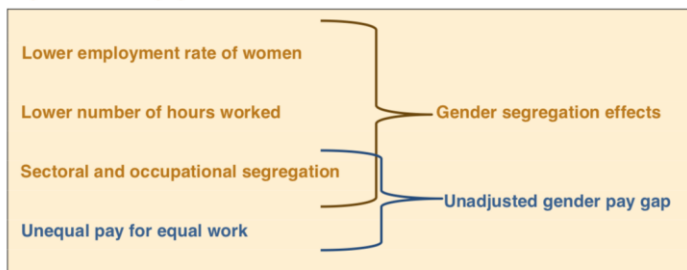 Lower employment rate of women
Lower number of hours worked
Gender segregation effects
Sectoral and occupational segregation
Unadjusted gender pay gap
Unequal pay for equal work